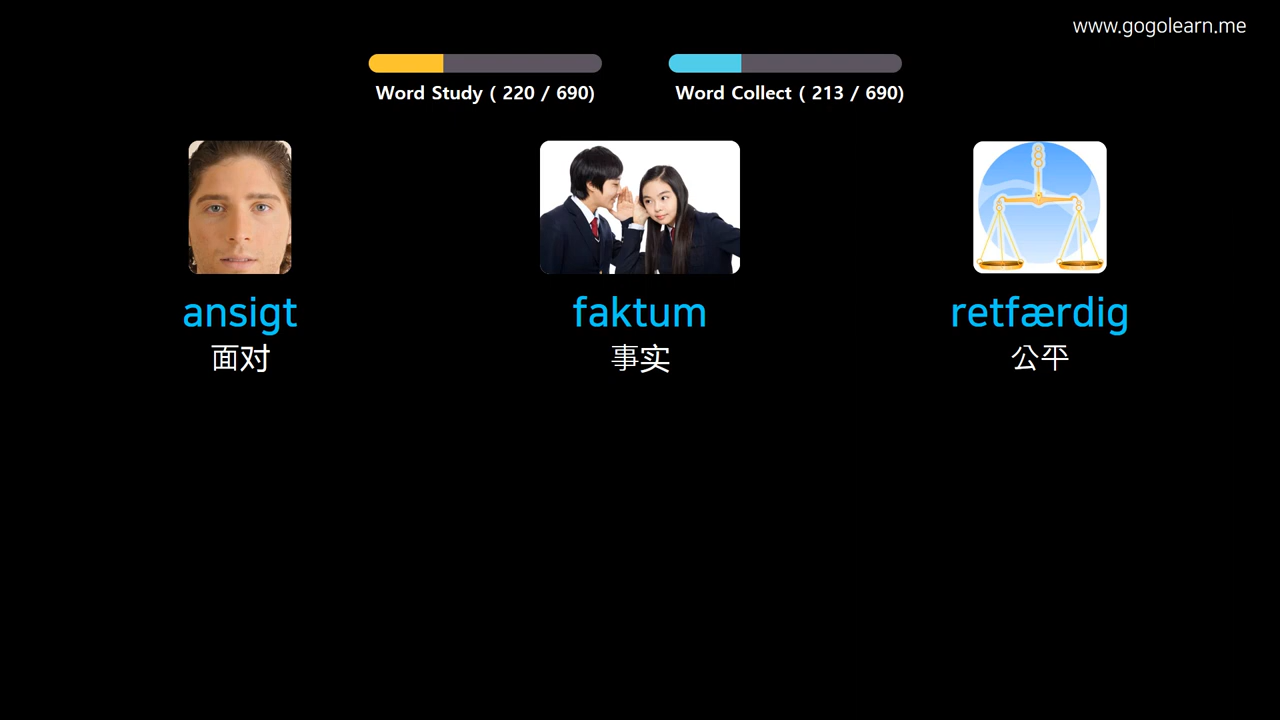 www.gogolearn.me
Word Study ( 220 / 690)
Word Collect ( 213 / 690)
ansigt
面对
faktum
事实
retfærdig
公平